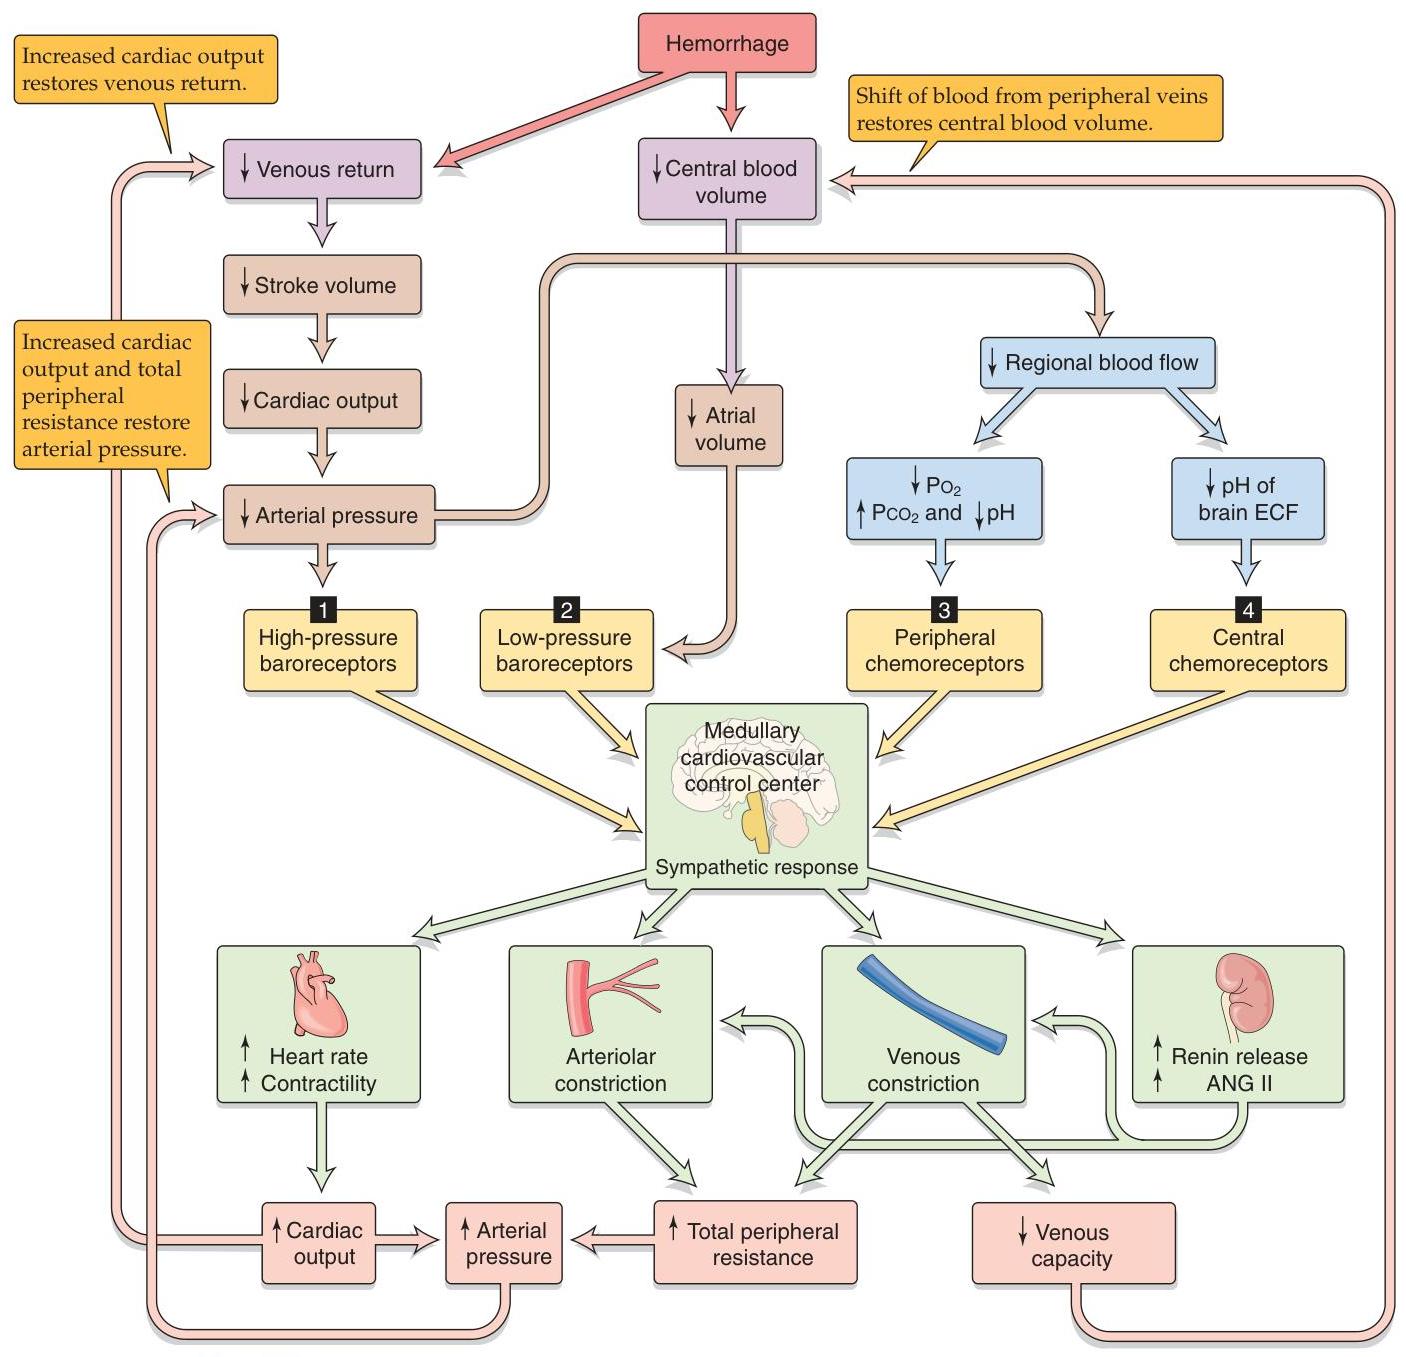 Hemorrhage
Increased cardiac output
restores venous return.
Shift of blood from peripheral veins
restores central blood volume.
↓ Venous return
↓ Central blood
volume
↓ Stroke volume
Increased cardiac
output and total
peripheral
resistance restore
arterial pressure.
↓ Regional blood flow
↓ Cardiac output
↓ Atrial
volume
↓ Arterial pressure
↓ PO₂
↑ PCO₂ and ↓ pH
↓ pH of
brain ECF
1
High-pressure
baroreceptors
2
Low-pressure
baroreceptors
3
Peripheral
chemoreceptors
4
Central
chemoreceptors
Medullary
cardiovascular
control center
Sympathetic response
↑ Heart rate
↑ Contractility
Arteriolar
constriction
Venous
constriction
↑ Renin release
↑ ANG II
↑ Cardiac
output
↑ Arterial
pressure
↑ Total peripheral
resistance
↓ Venous
capacity